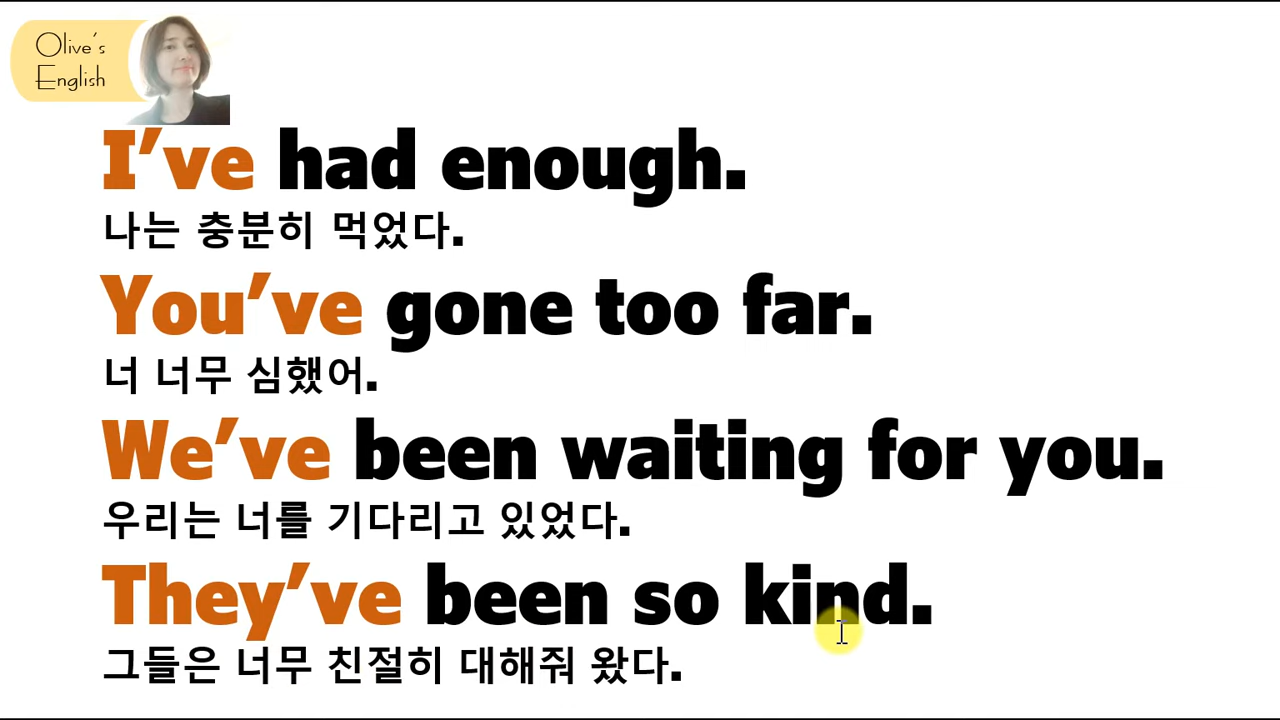 Olive's
English
I've had enough.
나는 충분히 먹었다.
You've gone too far.
너 너무 심했어.
We've been waiting for you.
우리는 너를 기다리고 있었다.
They've been so kind.
그들은 너무 친절히 대해줘 왔다.